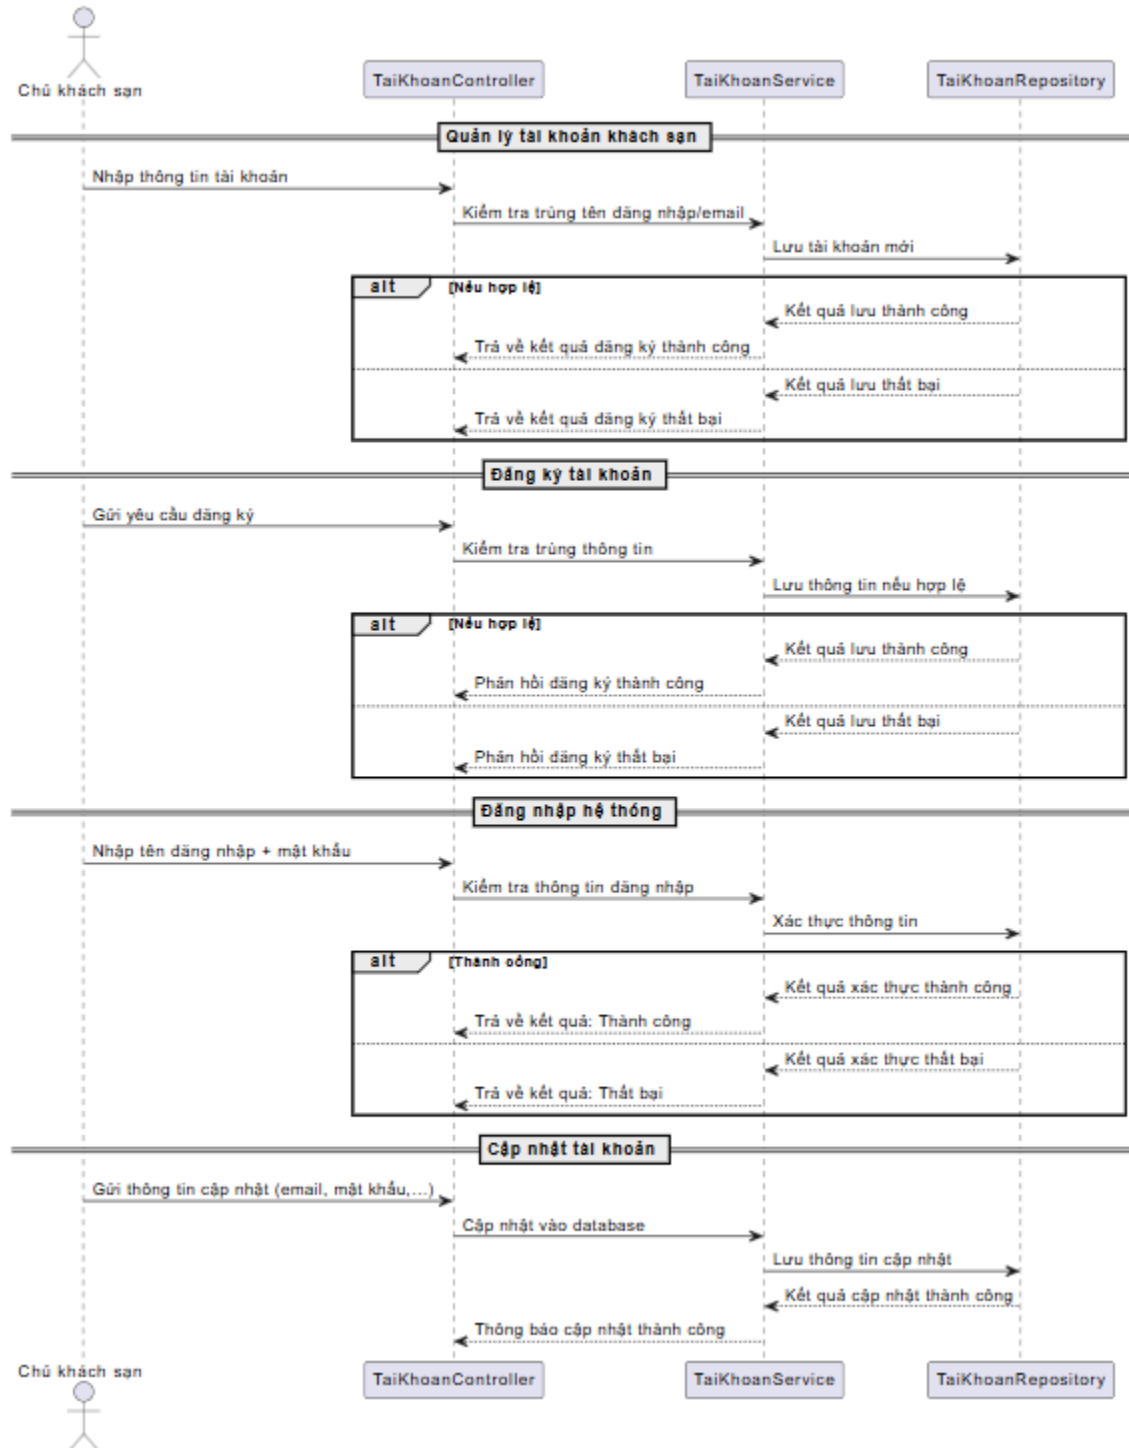 Chủ khách sạn
TaiKhoanController
TaiKhoanService
TaiKhoanRepository
Quản lý tài khoản khách sạn
Nhập thông tin tài khoản
Kiểm tra trùng tên đăng nhập/email
Lưu tài khoản mới
alt
[Nếu hợp lệ]
Kết quả lưu thành công
Trả về kết quả đăng ký thành công
Kết quả lưu thất bại
Trả về kết quả đăng ký thất bại
Đăng ký tài khoản
Gửi yêu cầu đăng ký
Kiểm tra trùng thông tin
Lưu thông tin nếu hợp lệ
alt
[Nếu hợp lệ]
Kết quả lưu thành công
Phản hồi đăng ký thành công
Kết quả lưu thất bại
Phản hồi đăng ký thất bại
Đăng nhập hệ thống
Nhập tên đăng nhập + mật khẩu
Kiểm tra thông tin đăng nhập
Xác thực thông tin
alt
[Thành công]
Kết quả xác thực thành công
Trả về kết quả: Thành công
Kết quả xác thực thất bại
Trả về kết quả: Thất bại
Cập nhật tài khoản
Gửi thông tin cập nhật (email, mật khẩu,...)
Cập nhật vào database
Lưu thông tin cập nhật
Kết quả cập nhật thành công
Thông báo cập nhật thành công
Chủ khách sạn
TaiKhoanController
TaiKhoanService
TaiKhoanRepository